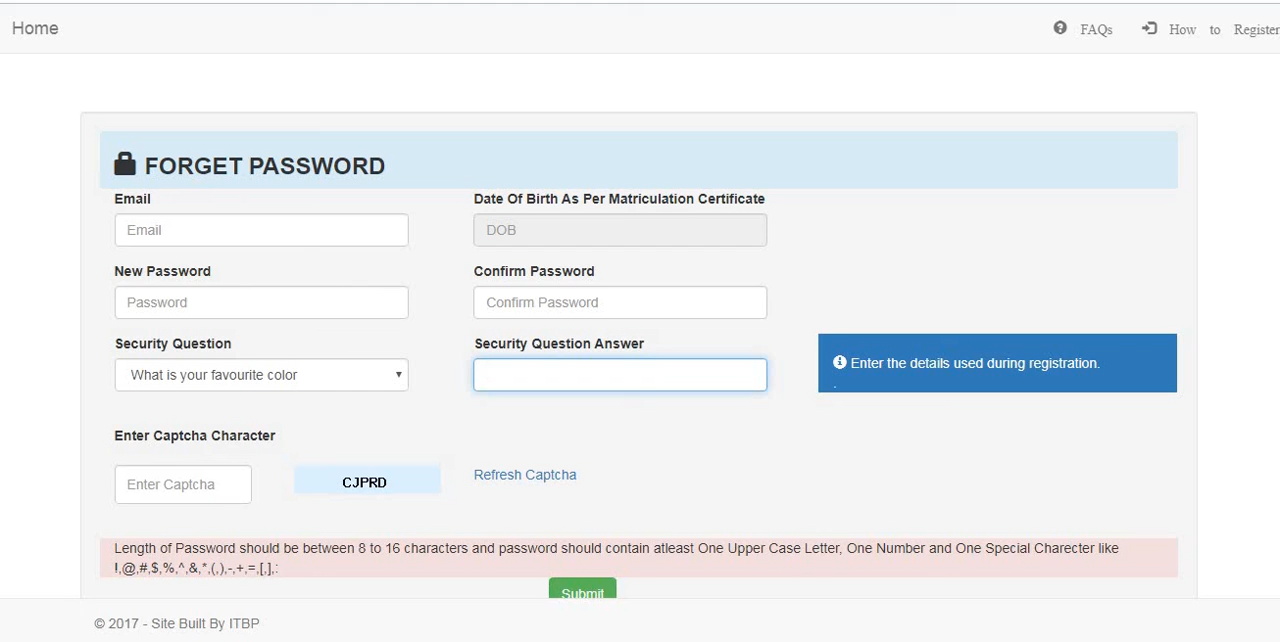 Home
FAQs
How to Register
FORGET PASSWORD
Email
Date Of Birth As Per Matriculation Certificate
Email
DOB
New Password
Confirm Password
Password
Confirm Password
Security Question
Security Question Answer
What is your favourite color
Enter the details used during registration.
.
Enter Captcha Character
Enter Captcha
CJPRD
Refresh Captcha
Length of Password should be between 8 to 16 characters and password should contain atleast One Upper Case Letter, One Number and One Special Charecter like
!,@,#,$,%,^,&,*,(,),-,+,=,[,],:
Submit
© 2017 - Site Built By ITBP